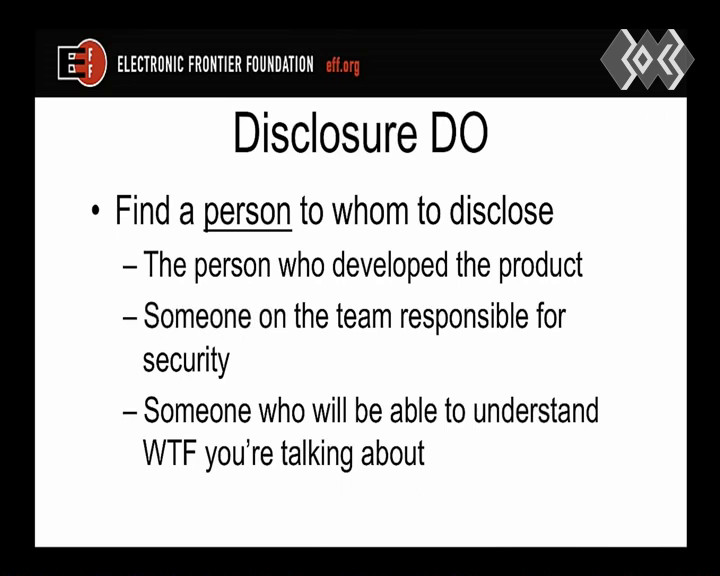 ELECTRONIC FRONTIER FOUNDATION eff.org
Disclosure DO
• Find a person to whom to disclose
– The person who developed the product
– Someone on the team responsible for
security
– Someone who will be able to understand
WTF you're talking about